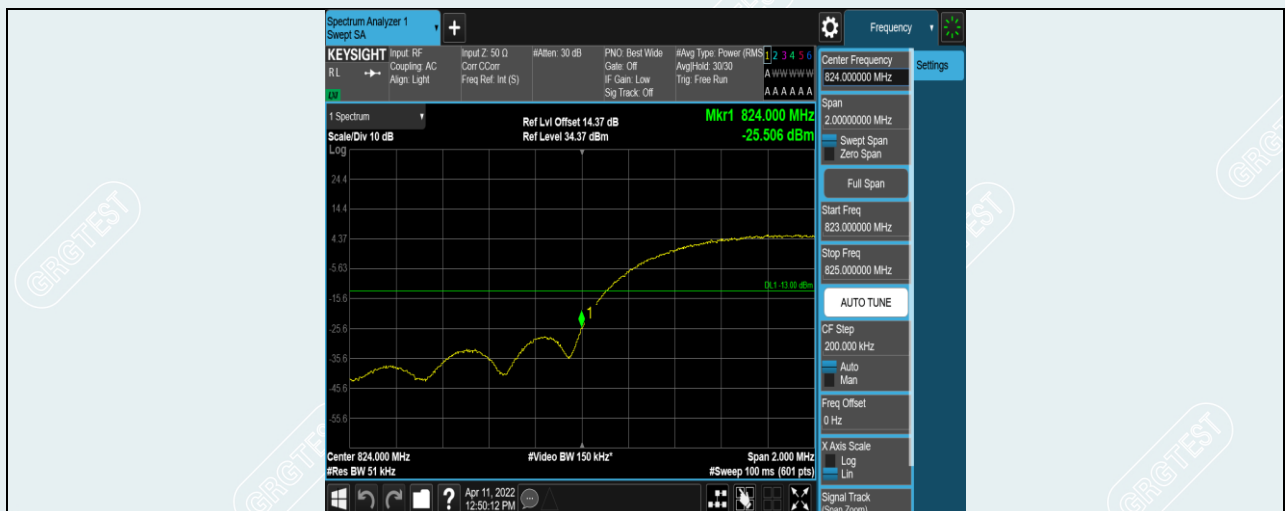 Spectrum Analyzer 1
Swept SA
+
Frequency
KEYSIGHT
RL
LXI
Input: RF
Coupling: AC
Align: Light
Input Z: 50 Ω
Corr CCorr
Freq Ref: Int (S)
#Atten: 30 dB
PNO: Best Wide
Gate: Off
IF Gain: Low
Sig Track: Off
#Avg Type: Power (RMS
Avg|Hold: 30/30
Trig: Free Run
1 2 3 4 5 6
A W W W W W
A A A A A A
1 Spectrum
Scale/Div 10 dB
Ref Lvl Offset 14.37 dB
Ref Level 34.37 dBm
Mkr1 824.000 MHz
-25.506 dBm
Log
24.4
14.4
4.37
-5.63
-15.6
-25.6
-35.6
-45.6
-55.6
DL1 -13.00 dBm
1
Center 824.000 MHz
#Res BW 51 kHz
#Video BW 150 kHz*
Span 2.000 MHz
#Sweep 100 ms (601 pts)
?
Apr 11, 2022
12:50:12 PM
Center Frequency
824.000000 MHz
Settings
Span
2.00000000 MHz
Swept Span
Zero Span
Full Span
Start Freq
823.000000 MHz
Stop Freq
825.000000 MHz
AUTO TUNE
CF Step
200.000 kHz
Auto
Man
Freq Offset
0 Hz
X Axis Scale
Log
Lin
Signal Track
(Span Zoom)
GRGTEST
GRGTEST
GRGTEST
GRGTEST